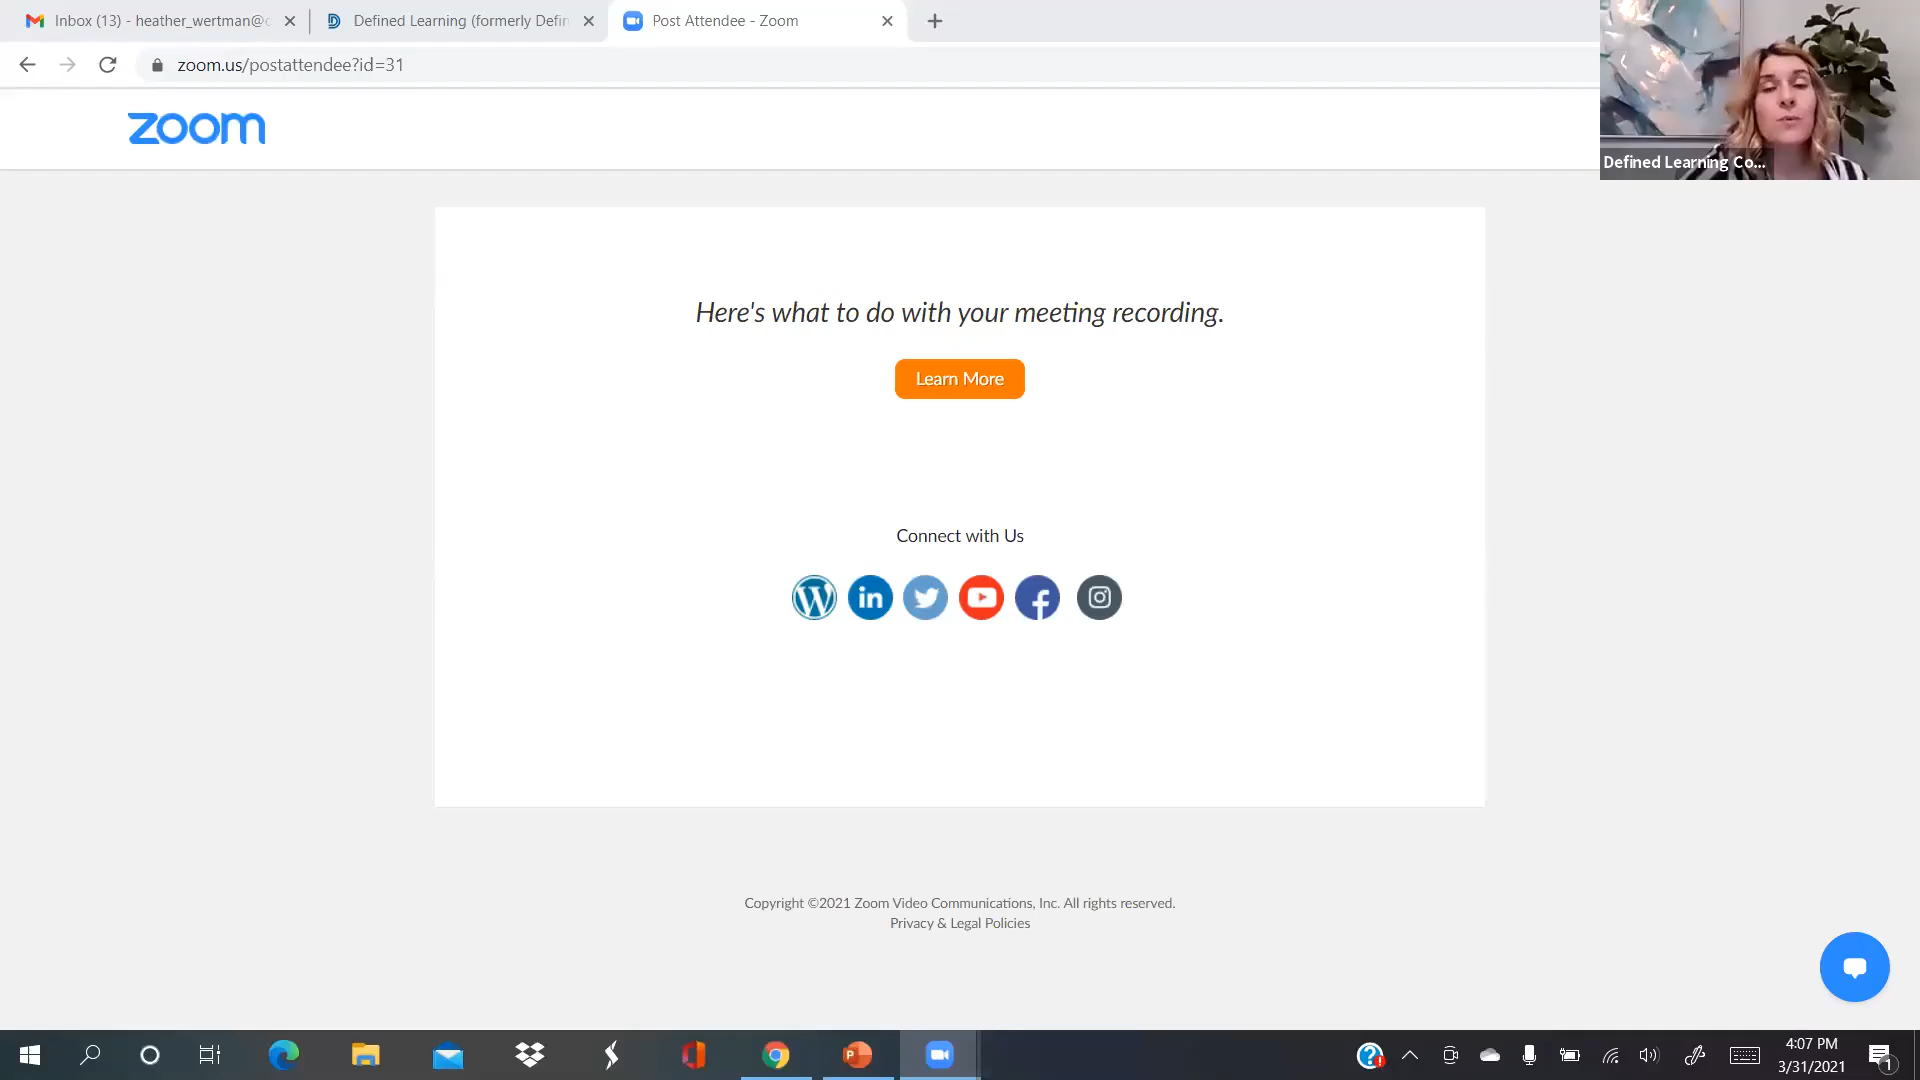 Inbox (13) - heather_wertman@
Defined Learning (formerly Defin
Post Attendee - Zoom
zoom.us/postattendee?id=31
zoom
Defined Learning Co...
Here's what to do with your meeting recording.
Learn More
Connect with Us
Copyright ©2021 Zoom Video Communications, Inc. All rights reserved.
Privacy & Legal Policies
4:07 PM
3/31/2021
1